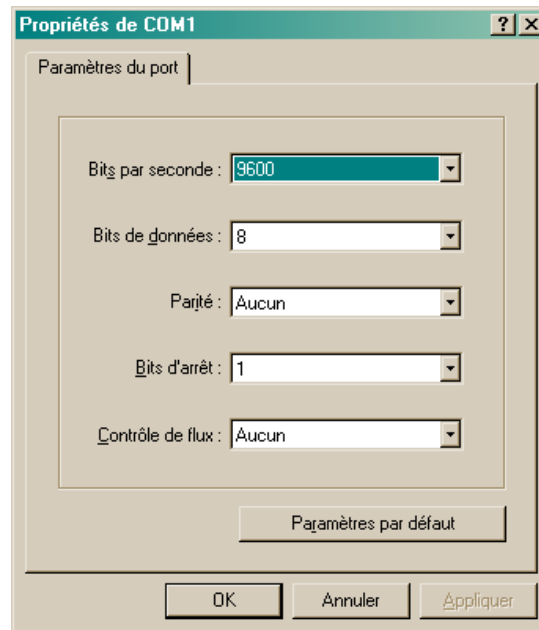 Propriétés de COM1
Paramètres du port
Bits par seconde : 9600
Bits de données : 8
Parité : Aucun
Bits d'arrêt : 1
Contrôle de flux : Aucun
Paramètres par défaut
OK Annuler Appliquer